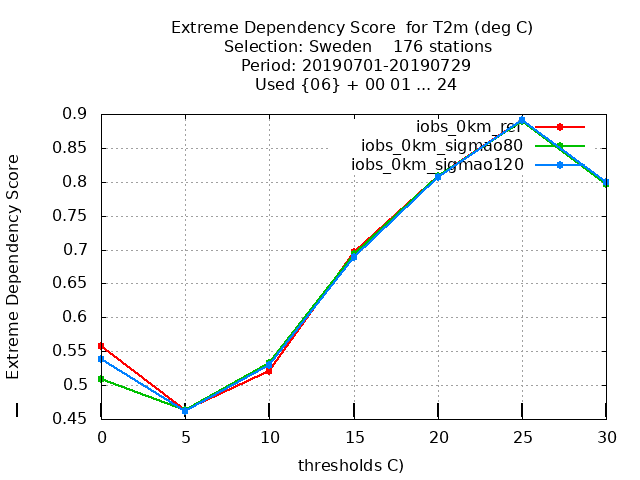 Extreme Dependency Score for T2m (deg C)
Selection: Sweden 176 stations
Period: 20190701-20190729
Used {06} + 00 01 ... 24
Extreme Dependency Score
0.9
0.85
0.8
0.75
0.7
0.65
0.6
0.55
0.5
0.45
iobs_0km_ref
iobs_0km_sigmao80
iobs_0km_sigmao120
0 5 10 15 20 25 30
thresholds C)